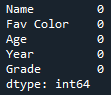 Name 0
Fav Color 0
Age 0
Year 0
Grade 0
dtype: int64